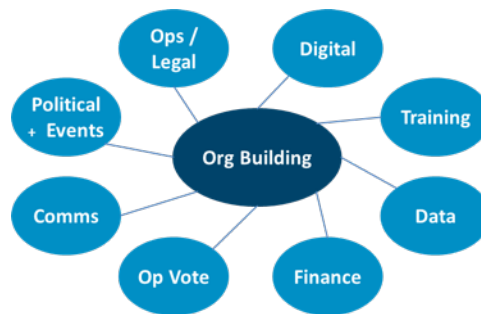 Ops /
Legal
Digital
Political
+ Events
Training
Org Building
Comms
Data
Op Vote
Finance